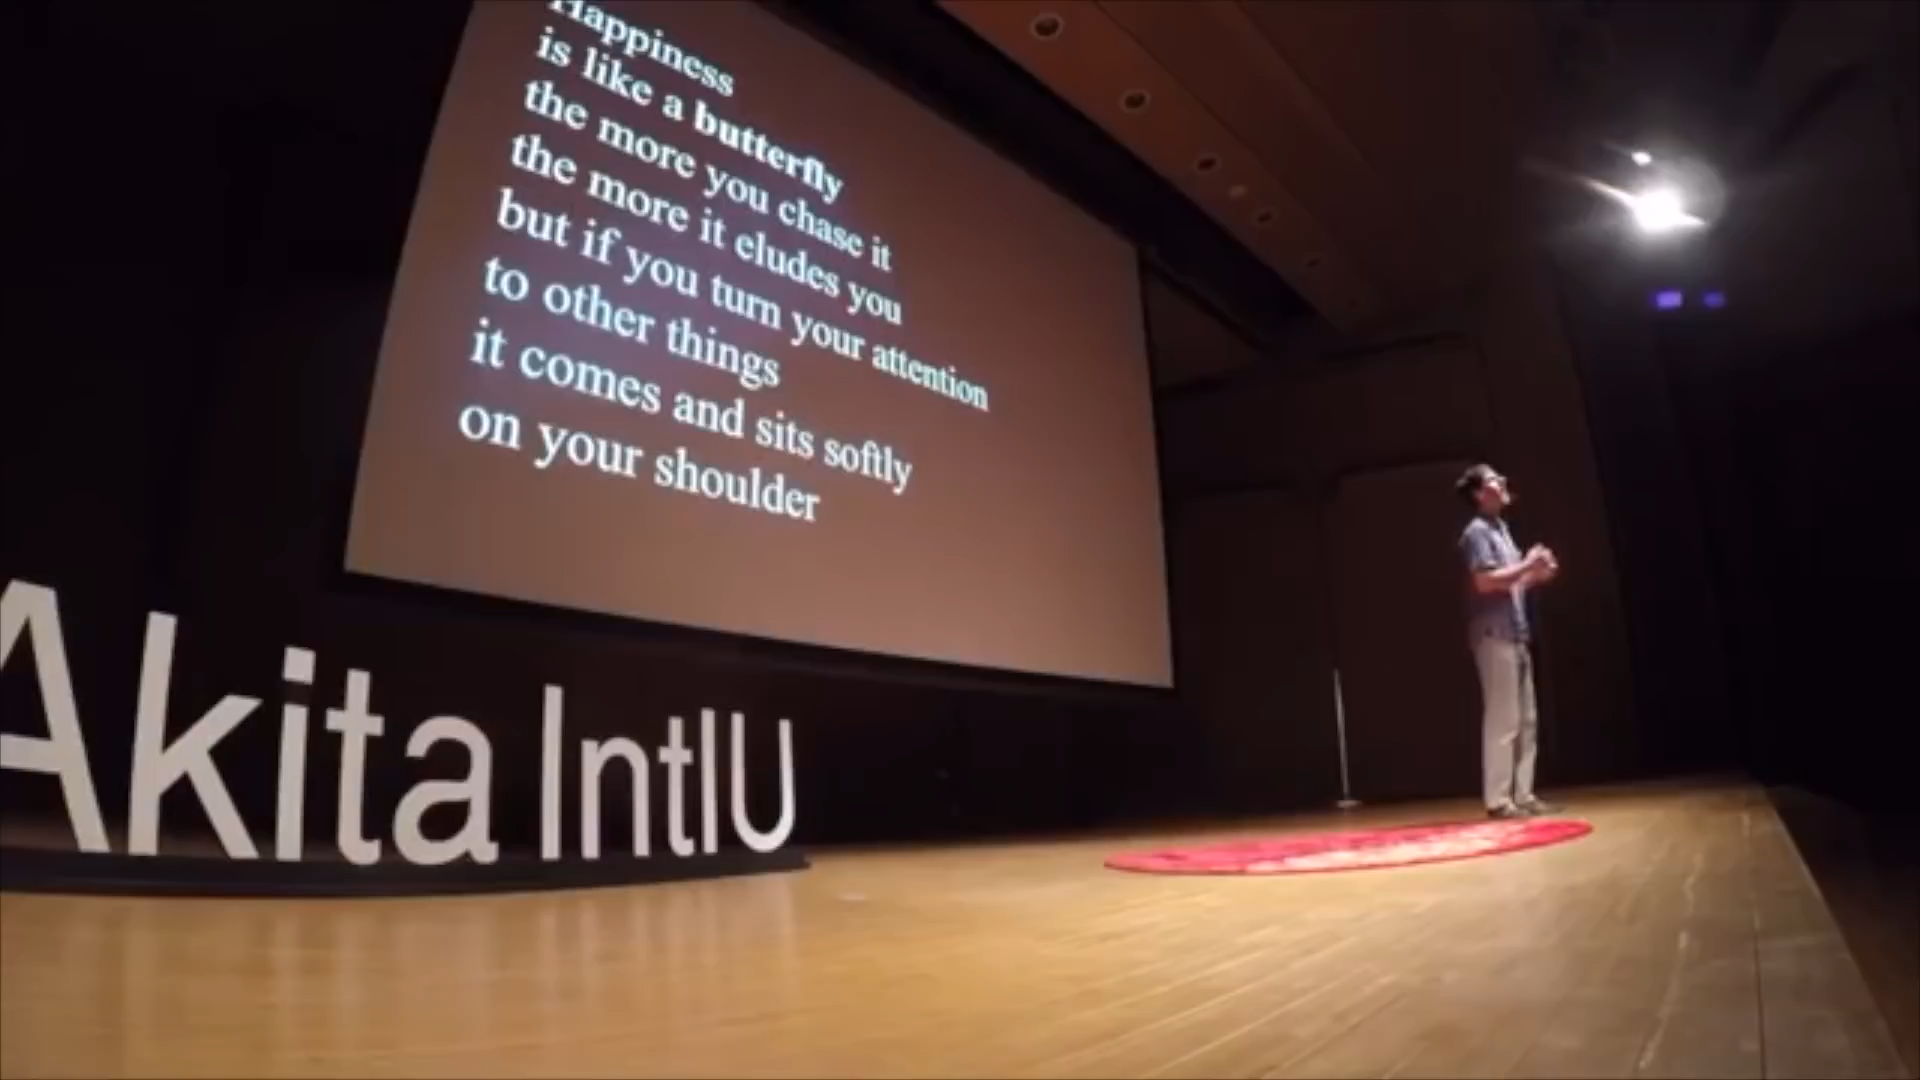 Happiness
is like a butterfly
the more you chase it
the more it eludes you
but if you turn your attention
to other things
it comes and sits softly
on your shoulder
Akita IntlU